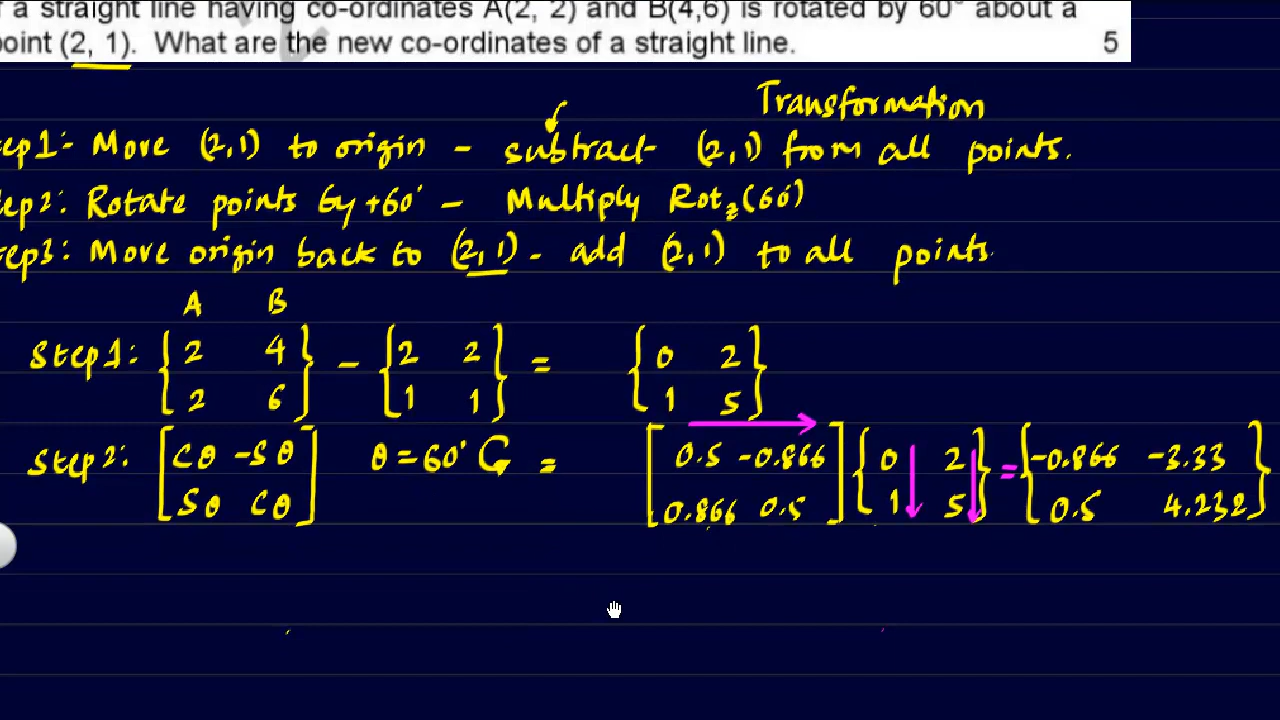 a straight line having co-ordinates A(2, 2) and B(4,6) is rotated by 60° about a
point (2, 1). What are the new co-ordinates of a straight line. 5
Transformation
ep1:- Move (2,1) to origin - subtract (2,1) from all points.
ep2: Rotate points by +60° - Multiply Rotz(60)
ep3: Move origin back to (2,1) - add (2,1) to all points.
A B
Step1: {2 4} - {2 2} = {0 2}
{2 6} {1 1} {1 5}
Step2: [cθ -sθ] θ=60° = [0.5 -0.866] {0 2} = {-0.866 -3.33}
[sθ cθ] [0.866 0.5] {1 5} {0.5 4.232}